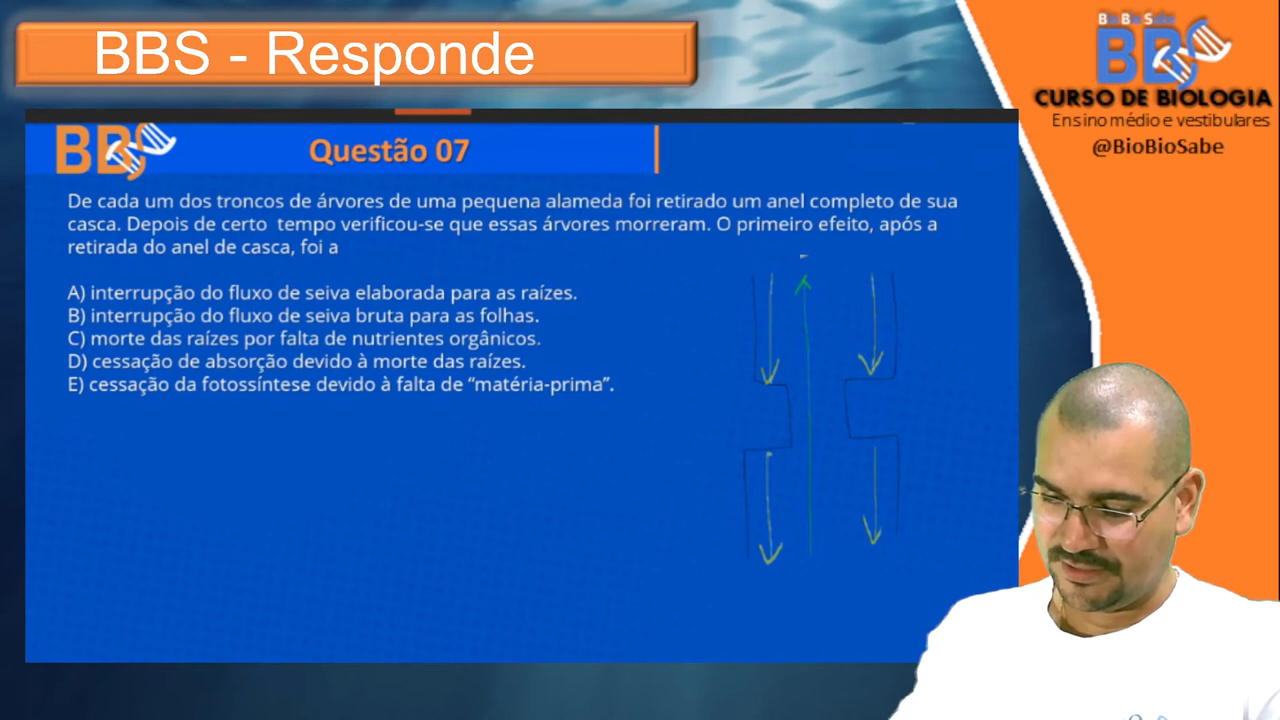 BBS - Responde
Bio Bio Sabe
BBS
CURSO DE BIOLOGIA
Ensino médio e vestibulares
@BioBioSabe
BBS
Questão 07
De cada um dos troncos de árvores de uma pequena alameda foi retirado um anel completo de sua
casca. Depois de certo tempo verificou-se que essas árvores morreram. O primeiro efeito, após a
retirada do anel de casca, foi a
A) interrupção do fluxo de seiva elaborada para as raízes.
B) interrupção do fluxo de seiva bruta para as folhas.
C) morte das raízes por falta de nutrientes orgânicos.
D) cessação de absorção devido à morte das raízes.
E) cessação da fotossíntese devido à falta de “matéria-prima”.